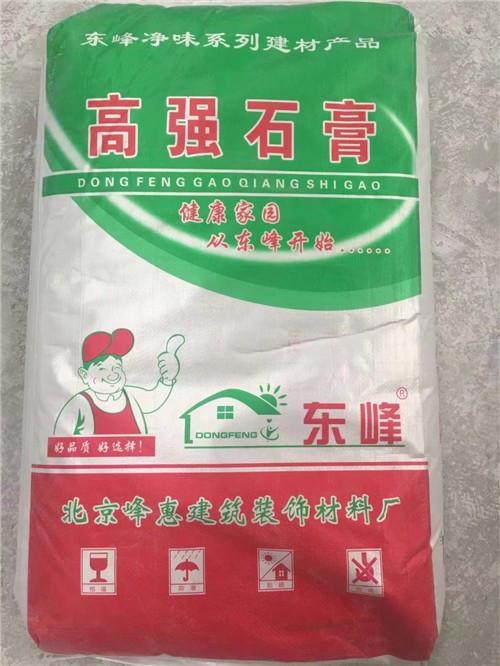 东峰净味系列建材产品
高强石膏
DONG FENG GAO QIANG SHI GAO
健康家园
从东峰开始......
好品质 好选择!
DONGFENG
东峰®
北京峰惠建筑装饰材料厂